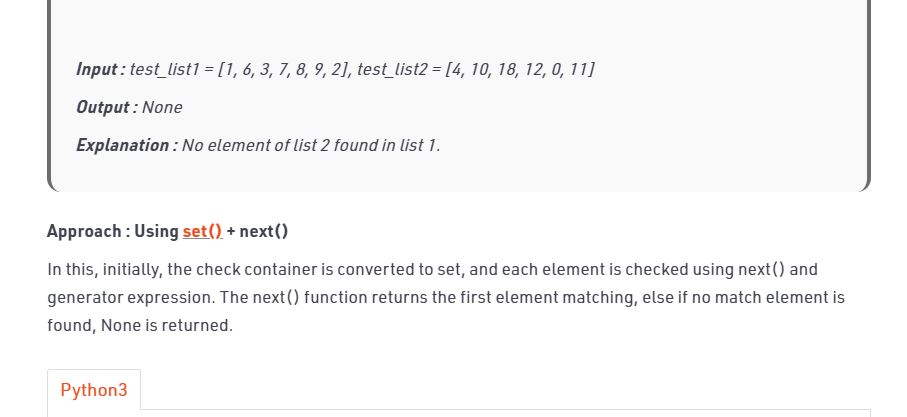 Input : test_list1 = [1, 6, 3, 7, 8, 9, 2], test_list2 = [4, 10, 18, 12, 0, 11]
Output : None
Explanation : No element of list 2 found in list 1.
Approach : Using set() + next()
In this, initially, the check container is converted to set, and each element is checked using next() and
generator expression. The next() function returns the first element matching, else if no match element is
found, None is returned.
Python3